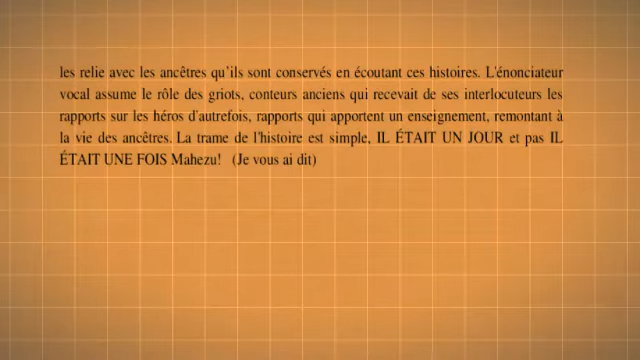 les relie avec les ancêtres qu'ils sont conservés en écoutant ces histoires. L'énonciateur
vocal assume le rôle des griots, conteurs anciens qui recevait de ses interlocuteurs les
rapports sur les héros d'autrefois, rapports qui apportent un enseignement, remontant à
la vie des ancêtres. La trame de l'histoire est simple, IL ÉTAIT UN JOUR et pas IL
ÉTAIT UNE FOIS Mahezu! (Je vous ai dit)